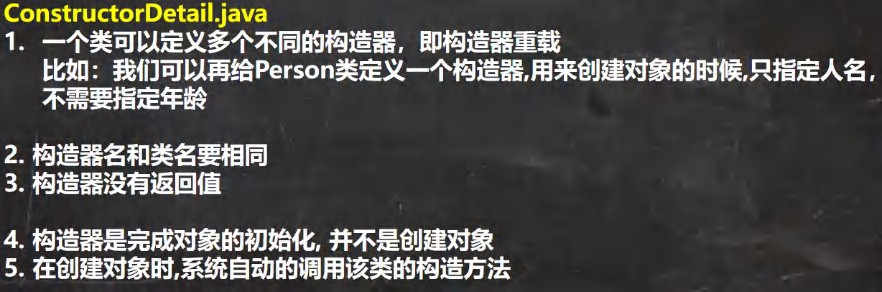 ConstructorDetail.java
1. 一个类可以定义多个不同的构造器，即构造器重载
比如：我们可以再给Person类定义一个构造器,用来创建对象的时候,只指定人名，
不需要指定年龄
2. 构造器名和类名要相同
3. 构造器没有返回值
4. 构造器是完成对象的初始化, 并不是创建对象
5. 在创建对象时,系统自动的调用该类的构造方法